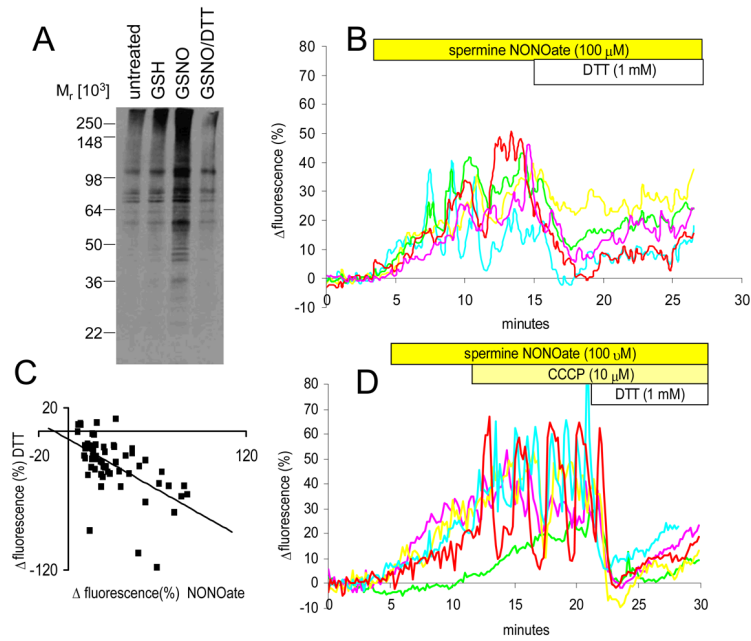 A
untreated
GSH
GSNO
GSNO/DTT
Mr [10³]
250
148
98
64
50
36
22
B
spermine NONOate (100 μM)
DTT (1 mM)
Δfluorescence (%)
80
70
60
50
40
30
20
10
0
-10
0
5
10
15
20
25
30
minutes
C
20
-20
-120
120
Δfluorescence (%) DTT
Δ fluorescence(%) NONOate
D
spermine NONOate (100 υM)
CCCP (10 μM)
DTT (1 mM)
Δfluorescence (%)
80
70
60
50
40
30
20
10
0
-10
0
5
10
15
20
25
30
minutes